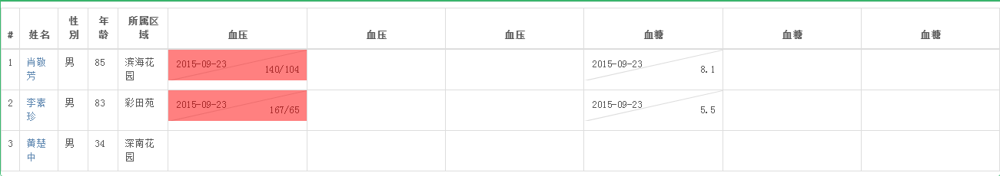 # 姓名 性别 年龄 所属区域 血压 血压 血压 血糖 血糖 血糖
1 肖敬芳 男 85 滨海花园 2015-09-23 140/104 2015-09-23 8.1
2 李素珍 男 83 彩田苑 2015-09-23 167/65 2015-09-23 5.5
3 黄楚中 男 34 深南花园